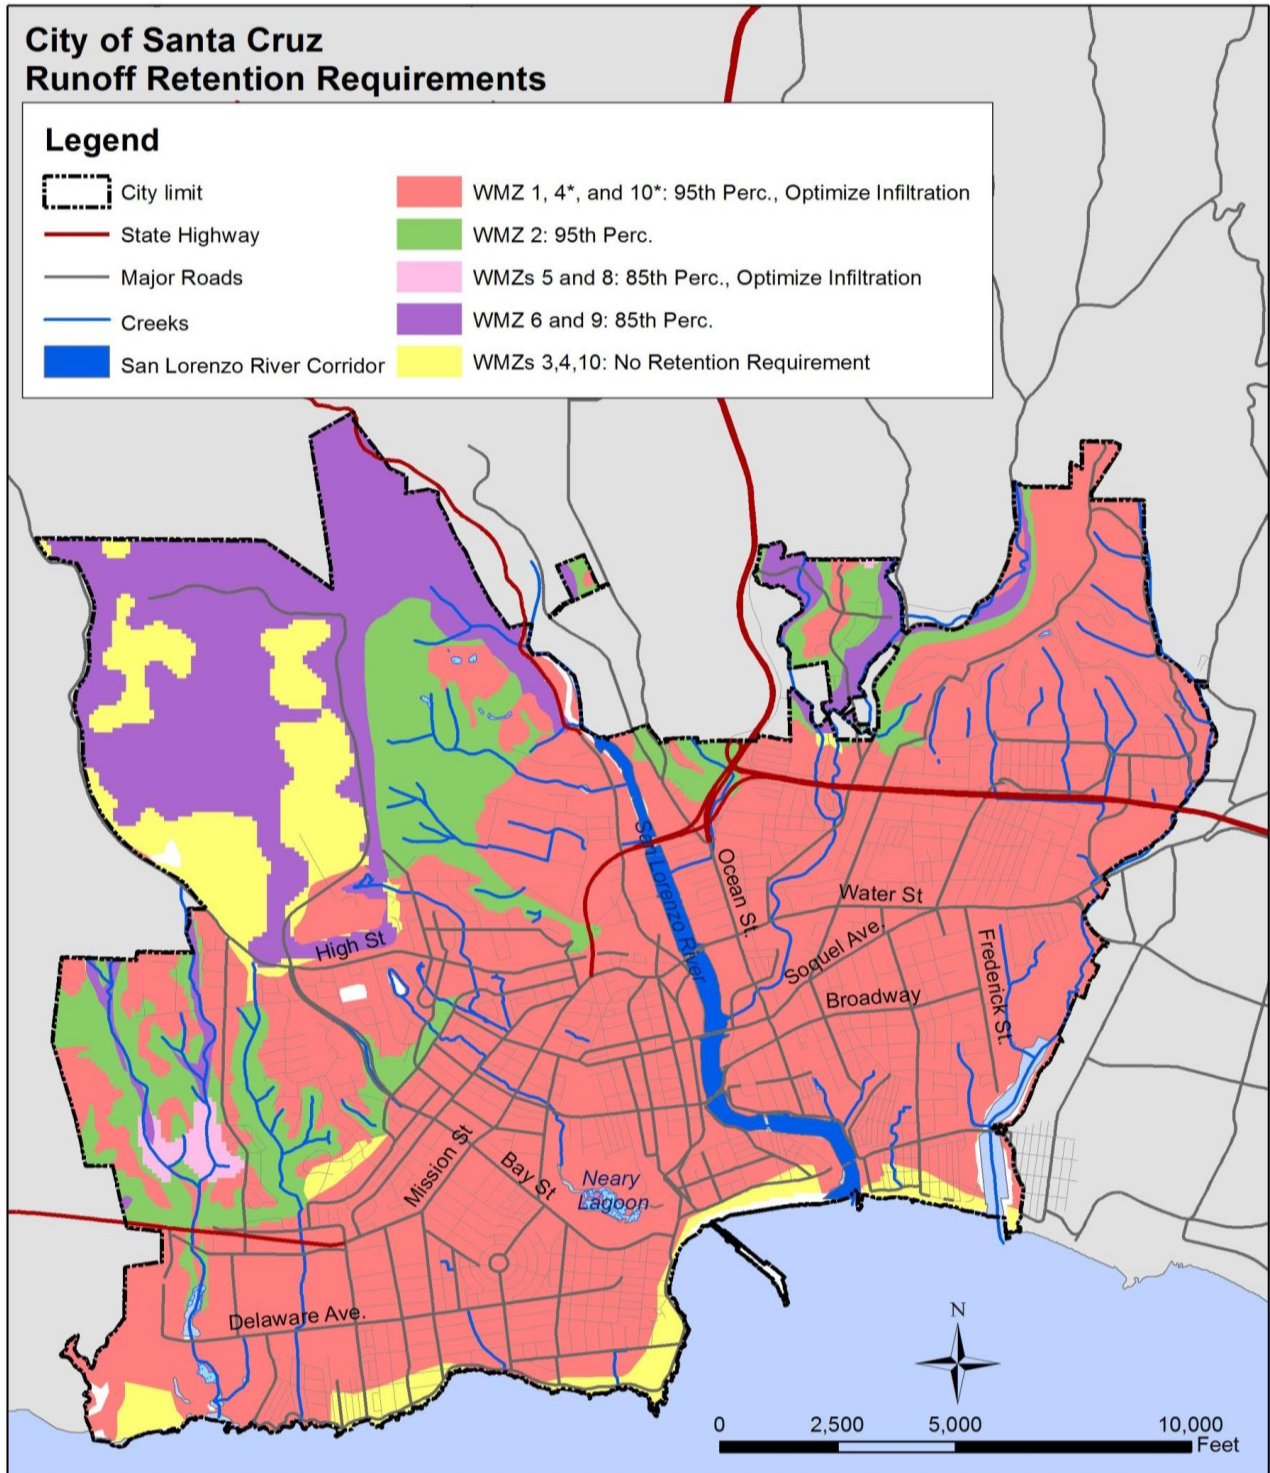 City of Santa Cruz
Runoff Retention Requirements
Legend
City limit
State Highway
Major Roads
Creeks
San Lorenzo River Corridor
WMZ 1, 4*, and 10*: 95th Perc., Optimize Infiltration
WMZ 2: 95th Perc.
WMZs 5 and 8: 85th Perc., Optimize Infiltration
WMZ 6 and 9: 85th Perc.
WMZs 3,4,10: No Retention Requirement
San Lorenzo River
Ocean St.
Water St
High St
Soquel Ave.
Frederick St.
Broadway
Mission St
Bay St
Neary
Lagoon
Delaware Ave.
N
0 2,500 5,000 10,000
Feet